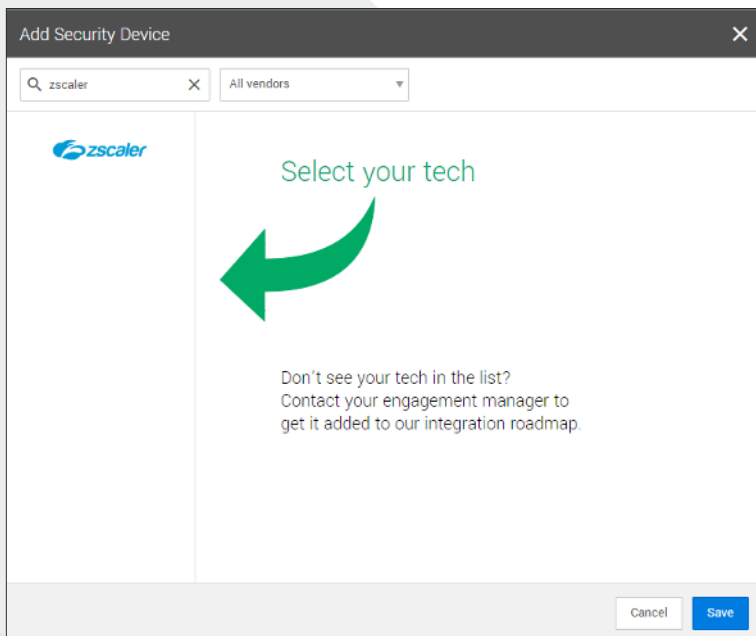 Add Security Device
zscaler
All vendors
zscaler
Select your tech
Don't see your tech in the list?
Contact your engagement manager to
get it added to our integration roadmap.
Cancel
Save